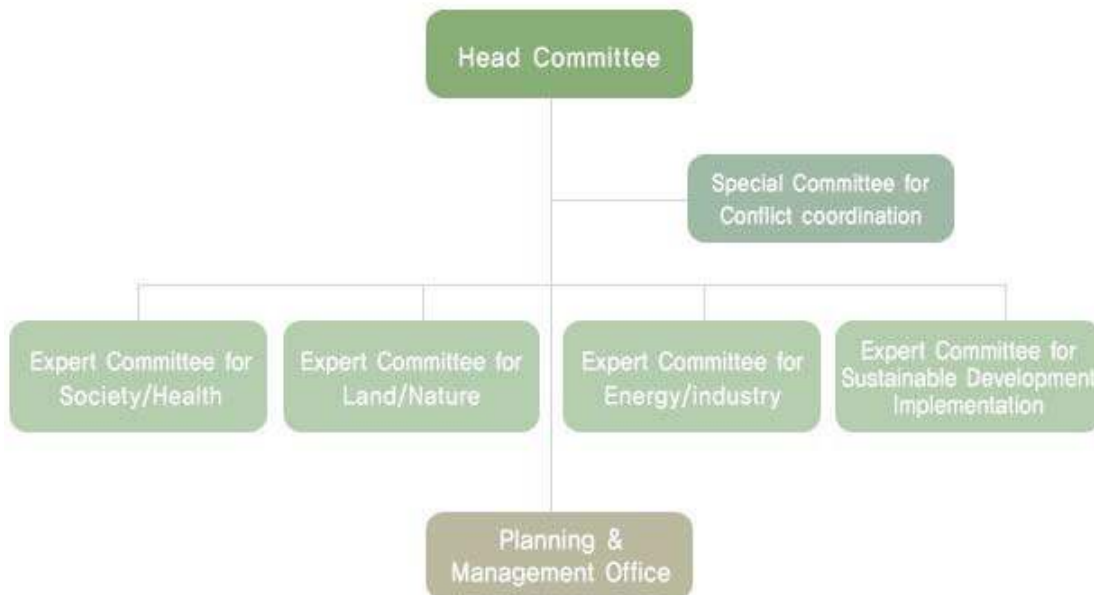 Head Committee
Special Committee for
Conflict coordination
Expert Committee for
Society/Health
Expert Committee for
Land/Nature
Expert Committee for
Energy/industry
Expert Committee for
Sustainable Development
Implementation
Planning &
Management Office